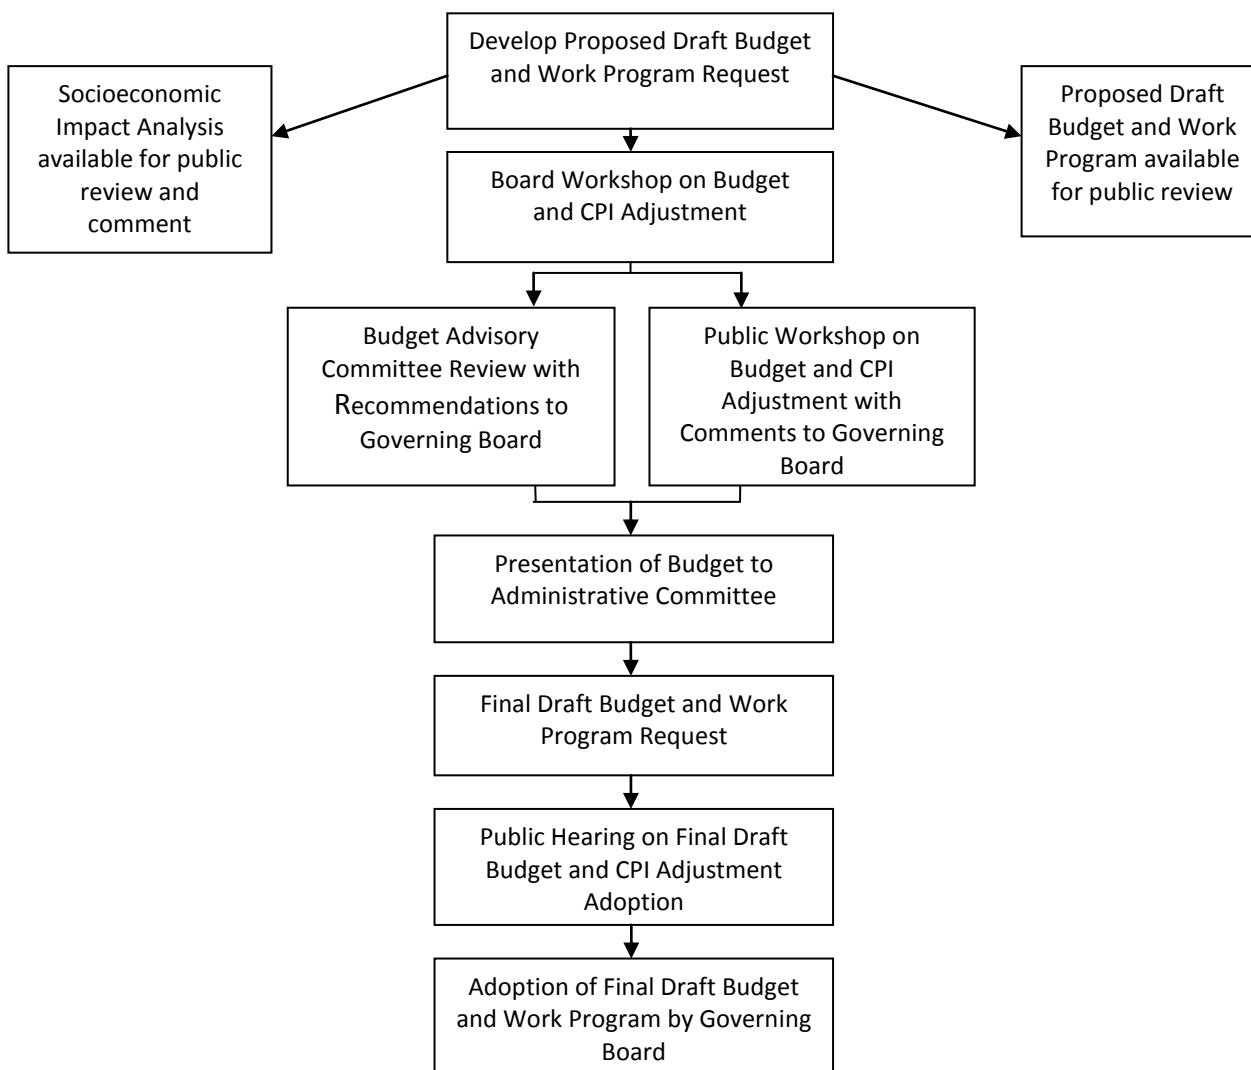 Develop Proposed Draft Budget
and Work Program Request
Socioeconomic
Impact Analysis
available for public
review and
comment
Proposed Draft
Budget and Work
Program available
for public review
Board Workshop on Budget
and CPI Adjustment
Budget Advisory
Committee Review with
Recommendations to
Governing Board
Public Workshop on
Budget and CPI
Adjustment with
Comments to Governing
Board
Presentation of Budget to
Administrative Committee
Final Draft Budget and Work
Program Request
Public Hearing on Final Draft
Budget and CPI Adjustment
Adoption
Adoption of Final Draft Budget
and Work Program by Governing
Board